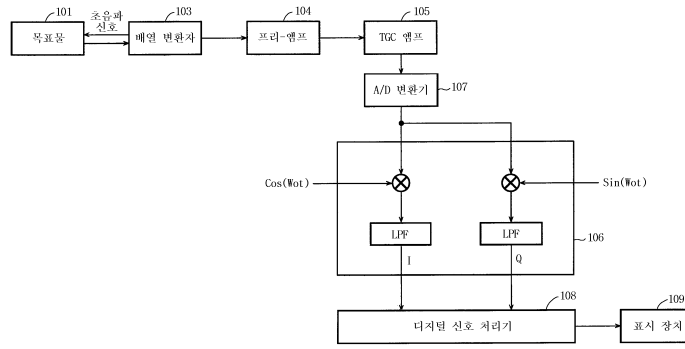 101
초음파
신호
103
104
105
목표물
배열 변환자
프리-앰프
TGC 앰프
A/D 변환기
107
Cos(Wot)
Sin(Wot)
LPF
LPF
106
I
Q
108
109
디지털 신호 처리기
표시 장치